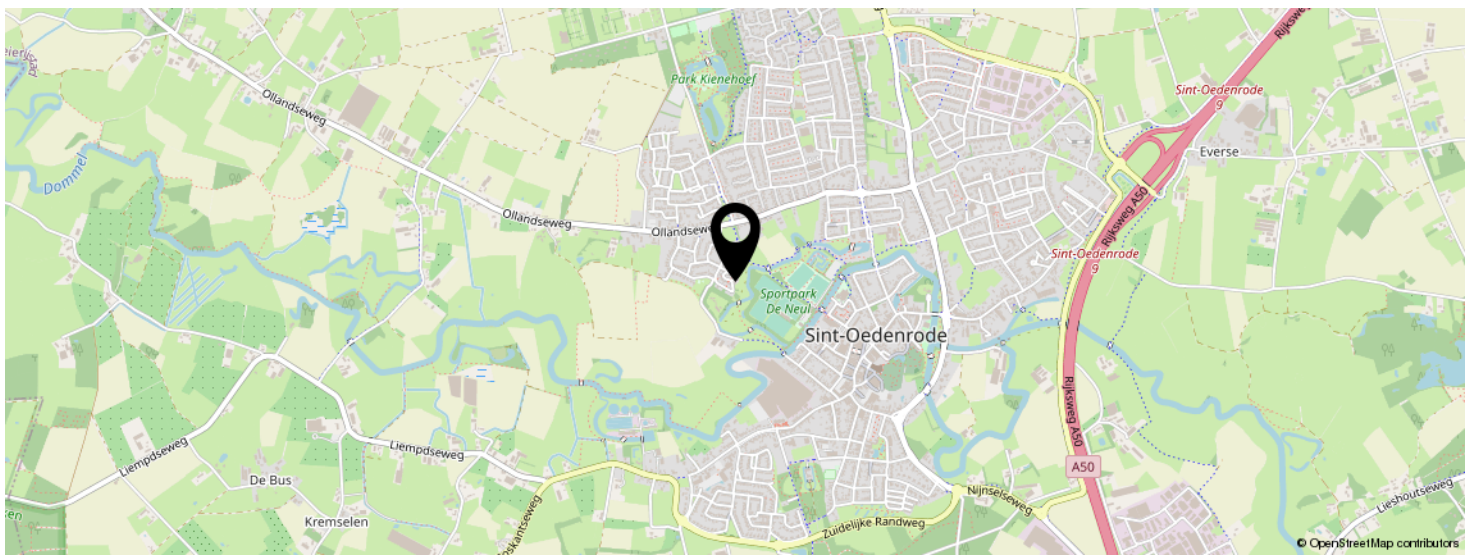 Park Kienehoef
Rijksweg
Sint-Oedenrode
9
Ollandseweg
Everse
Dommel
Ollandseweg
Ollandseweg
Rijksweg A50
Sint-Oedenrode
9
Sportpark
De Neul
Sint-Oedenrode
Rijksweg A50
Liempdseweg
Liempdseweg
A50
De Bus
Nijnselseweg
Lieshoutseweg
Kremselen
Zuidelijke Randweg
© OpenStreetMap contributors